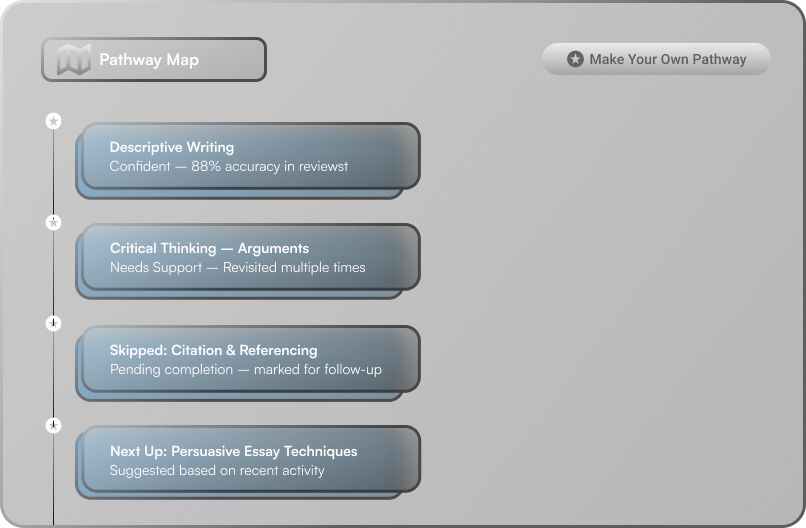 Pathway Map
Make Your Own Pathway
Descriptive Writing
Confident — 88% accuracy in reviewst
Critical Thinking — Arguments
Needs Support — Revisited multiple times
Skipped: Citation & Referencing
Pending completion — marked for follow-up
Next Up: Persuasive Essay Techniques
Suggested based on recent activity